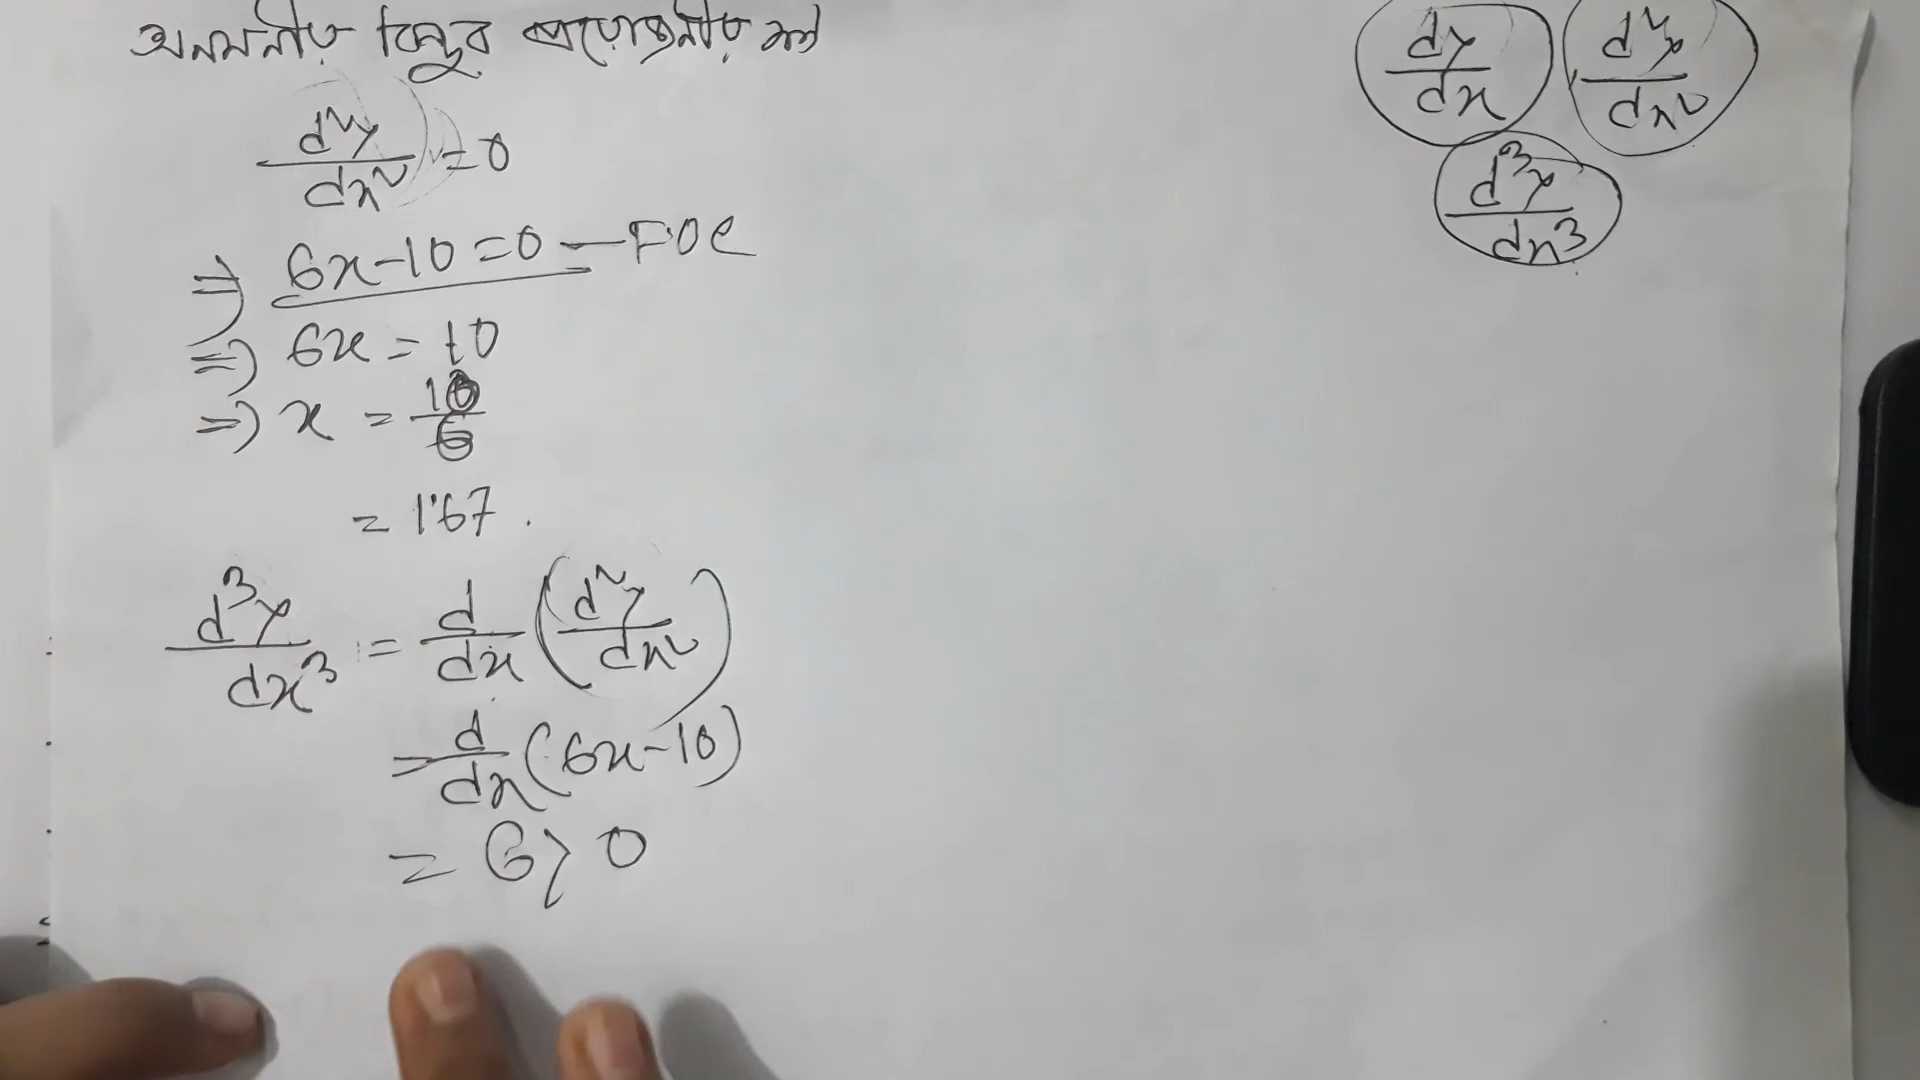 অনমনীয় বিন্দুর প্রয়োজনীয় শর্ত
d²y/dx² = 0
⇒ 6x-10=0 — FOC
⇒ 6x = 10
⇒ x = 10/6
= 1.67.
d³y/dx³ = d/dx (d²y/dx²)
= d/dx (6x-10)
= 6 > 0
dy/dx d²y/dx²
d³y/dx³